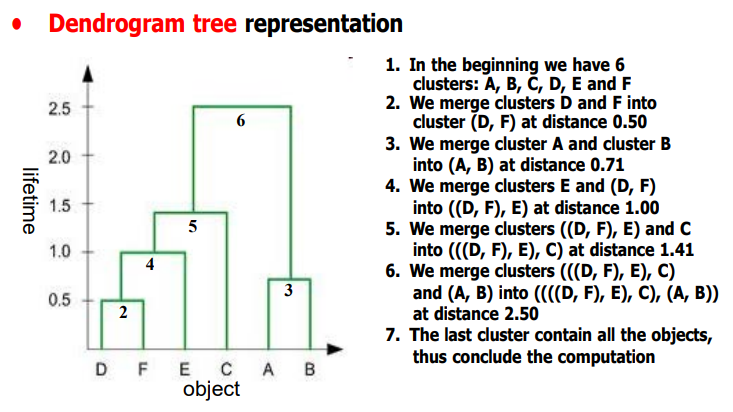 • Dendrogram tree representation
1. In the beginning we have 6
clusters: A, B, C, D, E and F
2. We merge clusters D and F into
cluster (D, F) at distance 0.50
3. We merge cluster A and cluster B
into (A, B) at distance 0.71
4. We merge clusters E and (D, F)
into ((D, F), E) at distance 1.00
5. We merge clusters ((D, F), E) and C
into (((D, F), E), C) at distance 1.41
6. We merge clusters (((D, F), E), C)
and (A, B) into ((((D, F), E), C), (A, B))
at distance 2.50
7. The last cluster contain all the objects,
thus conclude the computation
lifetime
2.5
2.0
1.5
1.0
0.5
6
5
4
3
2
D F E C A B
object